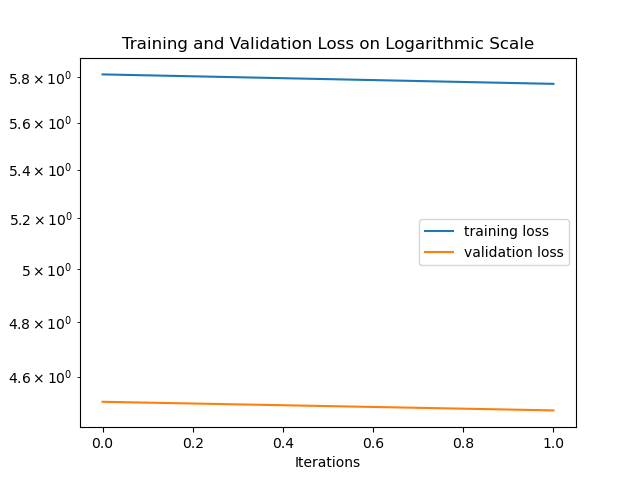 Training and Validation Loss on Logarithmic Scale
5.8 × 10⁰
5.6 × 10⁰
5.4 × 10⁰
5.2 × 10⁰
5 × 10⁰
4.8 × 10⁰
4.6 × 10⁰
training loss
validation loss
0.0 0.2 0.4 0.6 0.8 1.0
Iterations